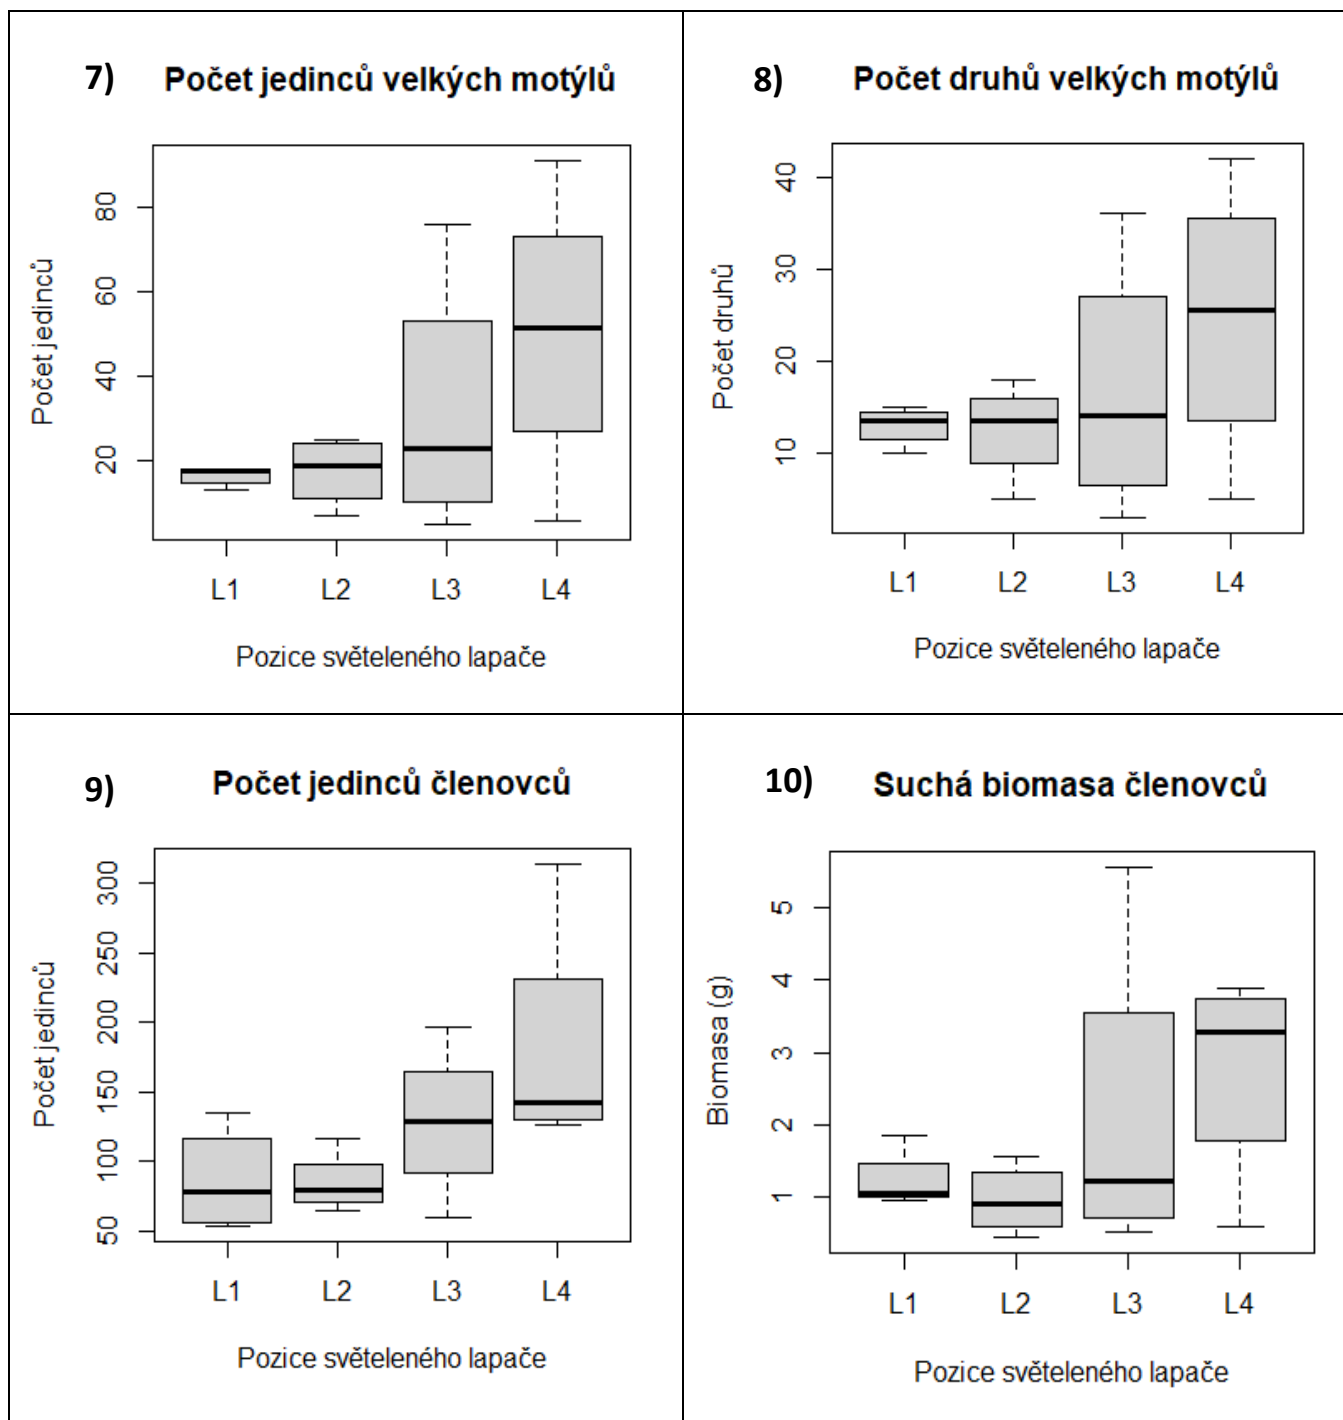 7) Počet jedinců velkých motýlů
80
60
40
20
Počet jedinců
L1 L2 L3 L4
Pozice světeleného lapače
8) Počet druhů velkých motýlů
40
30
20
10
Počet druhů
L1 L2 L3 L4
Pozice světeleného lapače
9) Počet jedinců členovců
300
250
200
150
100
50
Počet jedinců
L1 L2 L3 L4
Pozice světeleného lapače
10) Suchá biomasa členovců
5
4
3
2
1
Biomasa (g)
L1 L2 L3 L4
Pozice světeleného lapače